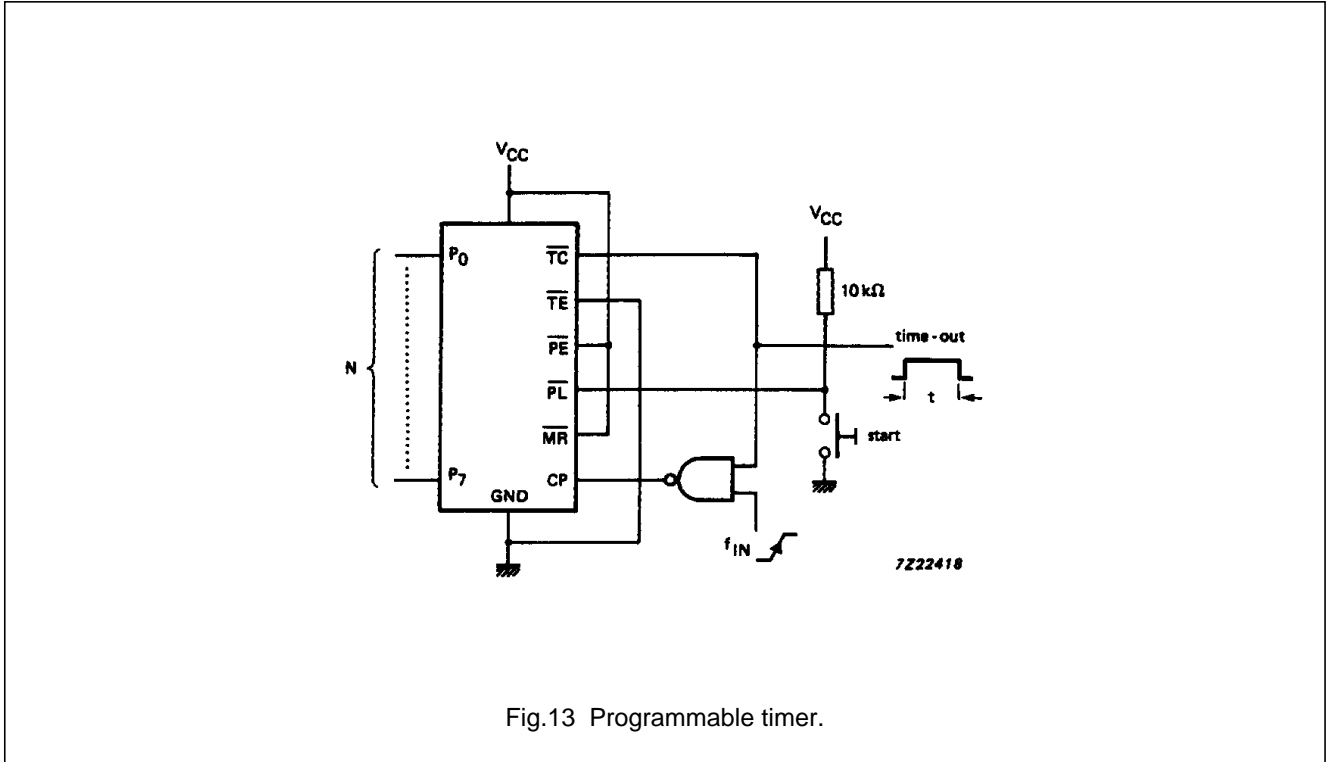 VCC
VCC
P0
TC
TE
10 kΩ
PE
time-out
N
PL
t
MR
start
P7
CP
GND
fIN
7Z22418
Fig.13 Programmable timer.